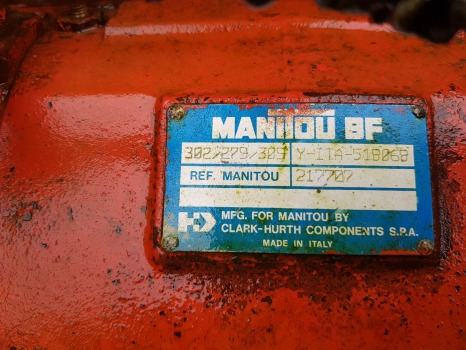 MANITOU BF
302/279/309 Y-ITA-518068
REF. MANITOU 217707
MFG. FOR MANITOU BY
CLARK-HURTH COMPONENTS S.P.A.
MADE IN ITALY